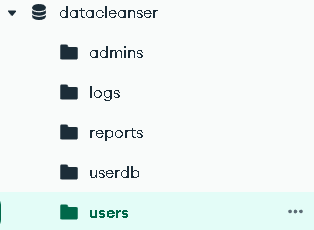 datacleanser
admins
logs
reports
userdb
users